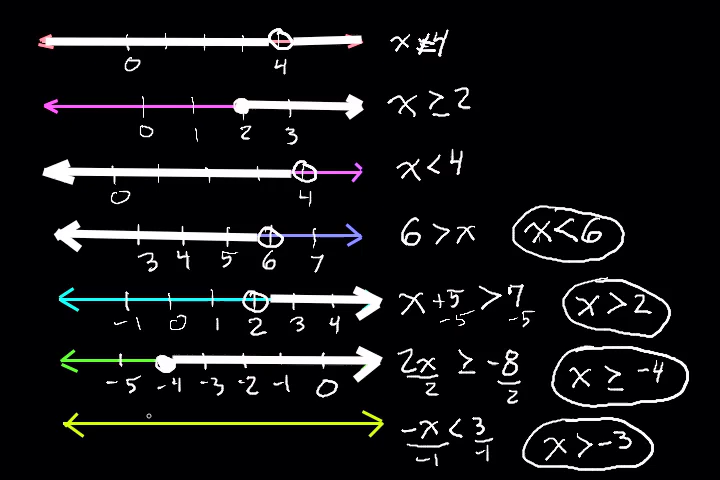 0 4 x ≠ 4
0 1 2 3 x ≥ 2
0 4 x < 4
3 4 5 6 7 6 > x x < 6
-1 0 1 2 3 4 x +5 > 7 x > 2
-5 -5
-5 -4 -3 -2 -1 0 2x ≥ -8 x ≥ -4
2 2
-x < 3 x > -3
-1 -1